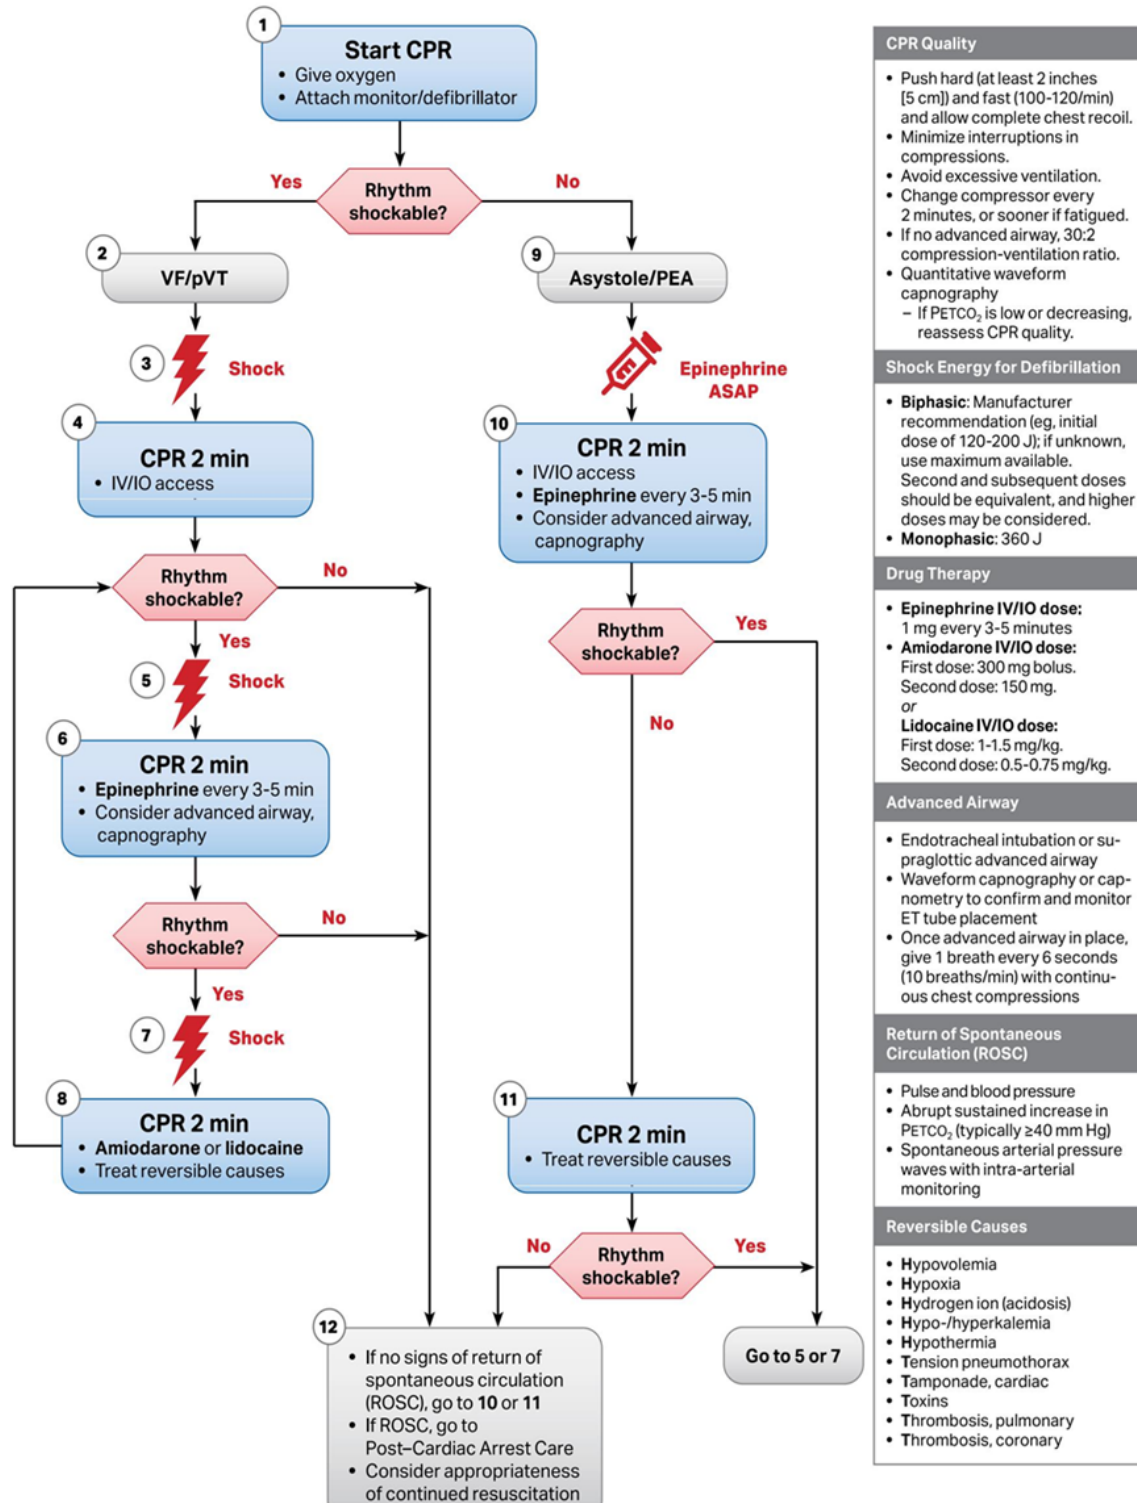 1
Start CPR
• Give oxygen
• Attach monitor/defibrillator
Yes
Rhythm
shockable?
No
2
VF/pVT
9
Asystole/PEA
3
Shock
Epinephrine
ASAP
4
CPR 2 min
• IV/IO access
10
CPR 2 min
• IV/IO access
• Epinephrine every 3-5 min
• Consider advanced airway,
capnography
Rhythm
shockable?
No
Yes
Rhythm
shockable?
Yes
No
5
Shock
6
CPR 2 min
• Epinephrine every 3-5 min
• Consider advanced airway,
capnography
Rhythm
shockable?
No
Yes
7
Shock
8
CPR 2 min
• Amiodarone or lidocaine
• Treat reversible causes
11
CPR 2 min
• Treat reversible causes
No
Rhythm
shockable?
Yes
12
• If no signs of return of
spontaneous circulation
(ROSC), go to 10 or 11
• If ROSC, go to
Post–Cardiac Arrest Care
• Consider appropriateness
of continued resuscitation
Go to 5 or 7
CPR Quality
• Push hard (at least 2 inches
[5 cm]) and fast (100-120/min)
and allow complete chest recoil.
• Minimize interruptions in
compressions.
• Avoid excessive ventilation.
• Change compressor every
2 minutes, or sooner if fatigued.
• If no advanced airway, 30:2
compression-ventilation ratio.
• Quantitative waveform
capnography
– If PETCO₂ is low or decreasing,
reassess CPR quality.
Shock Energy for Defibrillation
• Biphasic: Manufacturer
recommendation (eg, initial
dose of 120-200 J); if unknown,
use maximum available.
Second and subsequent doses
should be equivalent, and higher
doses may be considered.
• Monophasic: 360 J
Drug Therapy
• Epinephrine IV/IO dose:
1 mg every 3-5 minutes
• Amiodarone IV/IO dose:
First dose: 300 mg bolus.
Second dose: 150 mg.
or
Lidocaine IV/IO dose:
First dose: 1-1.5 mg/kg.
Second dose: 0.5-0.75 mg/kg.
Advanced Airway
• Endotracheal intubation or su-
praglottic advanced airway
• Waveform capnography or cap-
nometry to confirm and monitor
ET tube placement
• Once advanced airway in place,
give 1 breath every 6 seconds
(10 breaths/min) with continu-
ous chest compressions
Return of Spontaneous
Circulation (ROSC)
• Pulse and blood pressure
• Abrupt sustained increase in
PETCO₂ (typically ≥40 mm Hg)
• Spontaneous arterial pressure
waves with intra-arterial
monitoring
Reversible Causes
• Hypovolemia
• Hypoxia
• Hydrogen ion (acidosis)
• Hypo-/hyperkalemia
• Hypothermia
• Tension pneumothorax
• Tamponade, cardiac
• Toxins
• Thrombosis, pulmonary
• Thrombosis, coronary